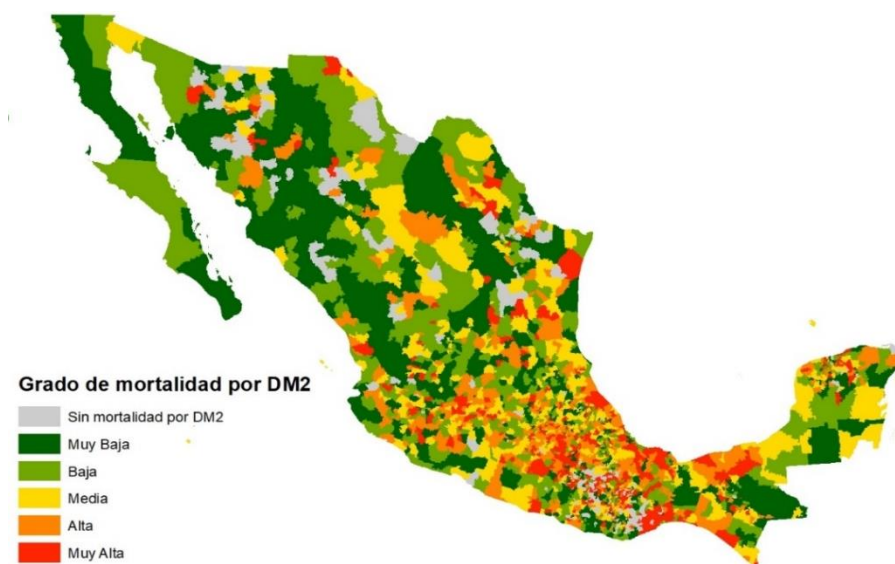 Grado de mortalidad por DM2
Sin mortalidad por DM2
Muy Baja
Baja
Media
Alta
Muy Alta